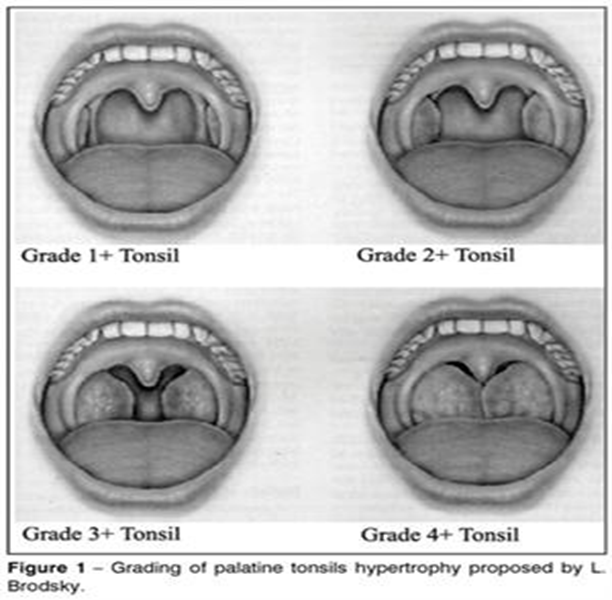 Grade 1+ Tonsil
Grade 2+ Tonsil
Grade 3+ Tonsil
Grade 4+ Tonsil
Figure 1 – Grading of palatine tonsils hypertrophy proposed by L.
Brodsky.